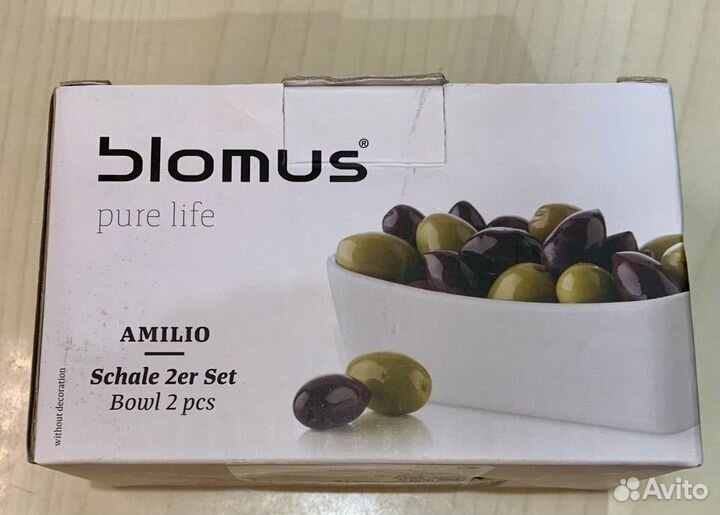 blomus®
pure life
AMILIO
Schale 2er Set
Bowl 2 pcs
without decoration
Avito